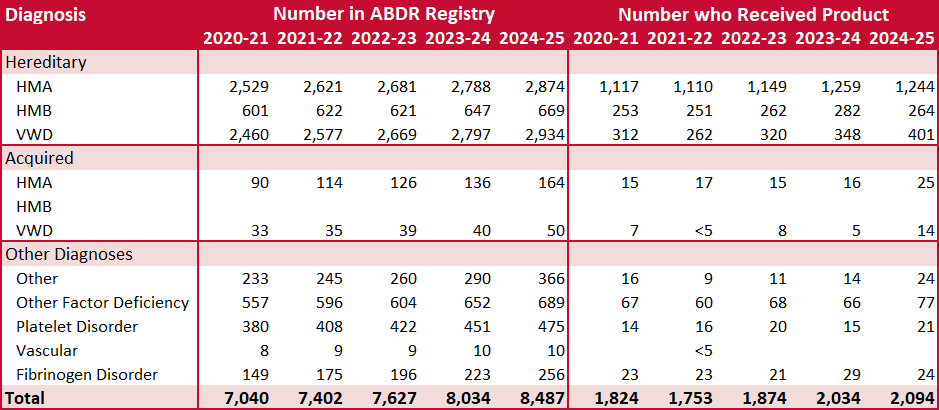 Diagnosis Number in ABDR Registry Number who Received Product
2020-21 2021-22 2022-23 2023-24 2024-25 2020-21 2021-22 2022-23 2023-24 2024-25
Hereditary
HMA 2,529 2,621 2,681 2,788 2,874 1,117 1,110 1,149 1,259 1,244
HMB 601 622 621 647 669 253 251 262 282 264
VWD 2,460 2,577 2,669 2,797 2,934 312 262 320 348 401
Acquired
HMA 90 114 126 136 164 15 17 15 16 25
HMB
VWD 33 35 39 40 50 7 <5 8 5 14
Other Diagnoses
Other 233 245 260 290 366 16 9 11 14 24
Other Factor Deficiency 557 596 604 652 689 67 60 68 66 77
Platelet Disorder 380 408 422 451 475 14 16 20 15 21
Vascular 8 9 9 10 10 <5
Fibrinogen Disorder 149 175 196 223 256 23 23 21 29 24
Total 7,040 7,402 7,627 8,034 8,487 1,824 1,753 1,874 2,034 2,094